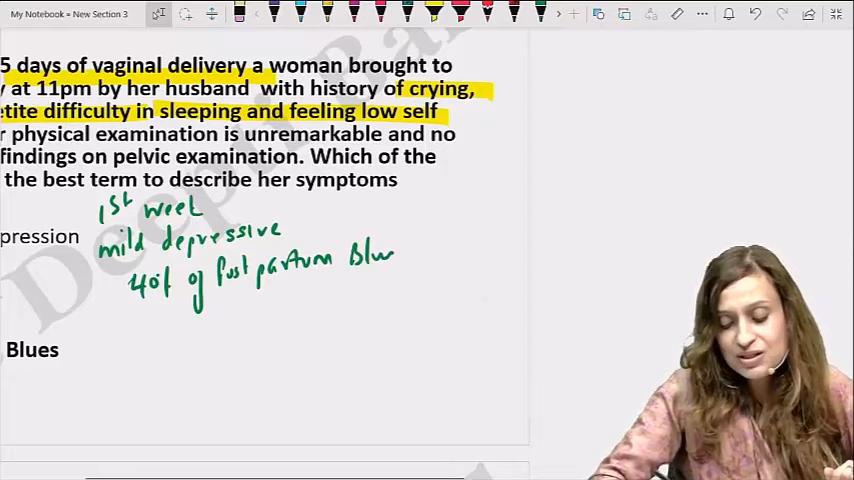 My Notebook » New Section 3
5 days of vaginal delivery a woman brought to
y at 11pm by her husband with history of crying,
etite difficulty in sleeping and feeling low self
r physical examination is unremarkable and no
findings on pelvic examination. Which of the
the best term to describe her symptoms
1st week
pression
mild depressive
40% of Post partum Blu
Blues
Deepti B